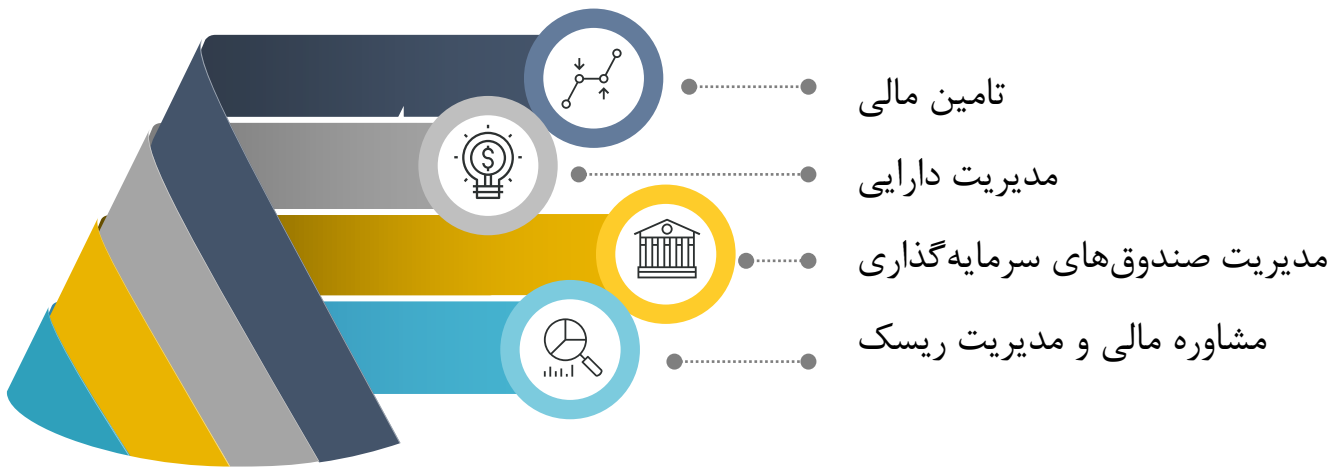 تامین مالی
مدیریت دارایی
مدیریت صندوق‌های سرمایه‌گذاری
مشاوره مالی و مدیریت ریسک